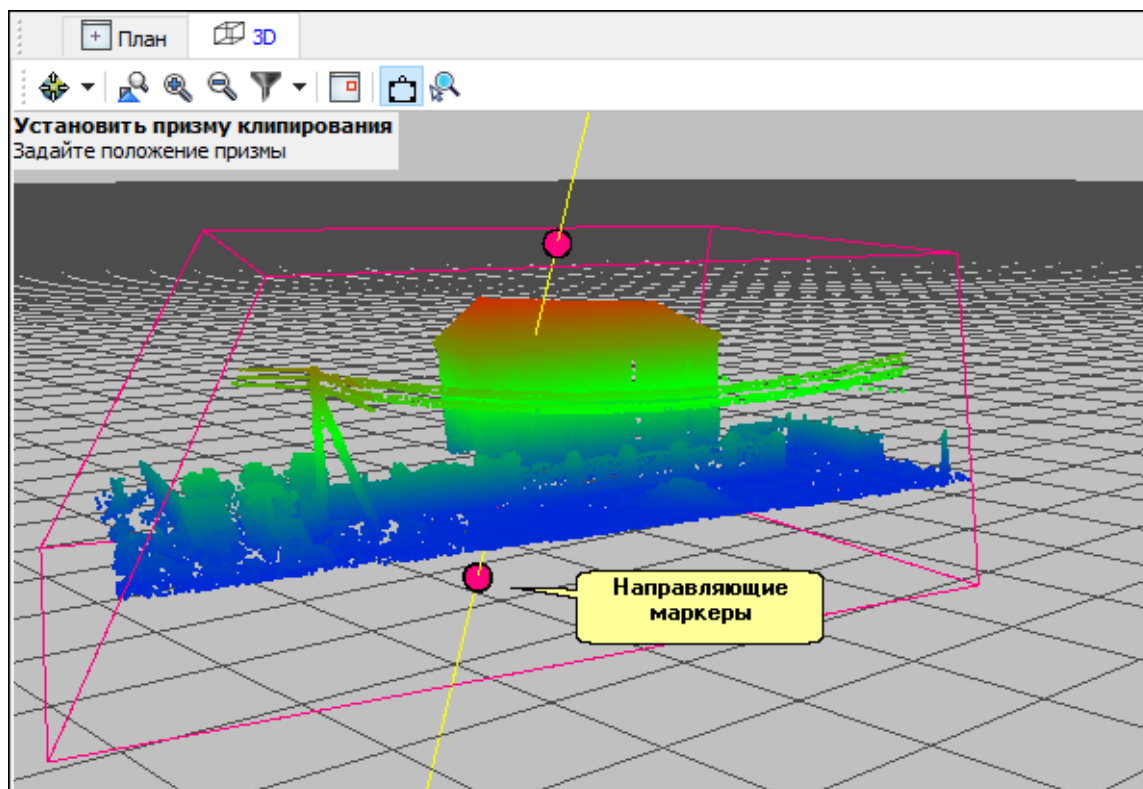 План
3D
Установить призму клипирования
Задайте положение призмы
Направляющие
маркеры